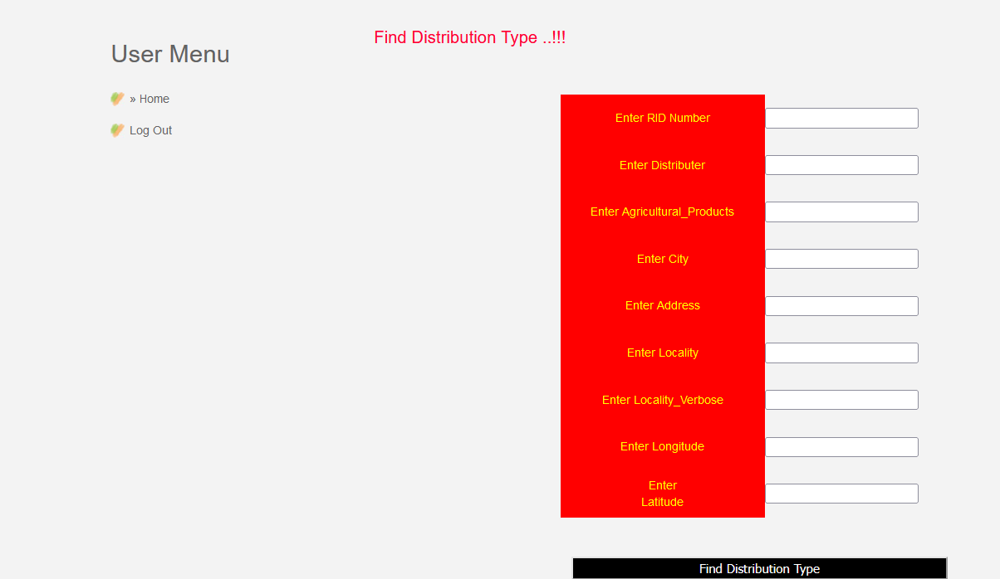 Find Distribution Type ..!!!
User Menu
» Home
Log Out
Enter RID Number
Enter Distributer
Enter Agricultural_Products
Enter City
Enter Address
Enter Locality
Enter Locality_Verbose
Enter Longitude
Enter
Latitude
Find Distribution Type